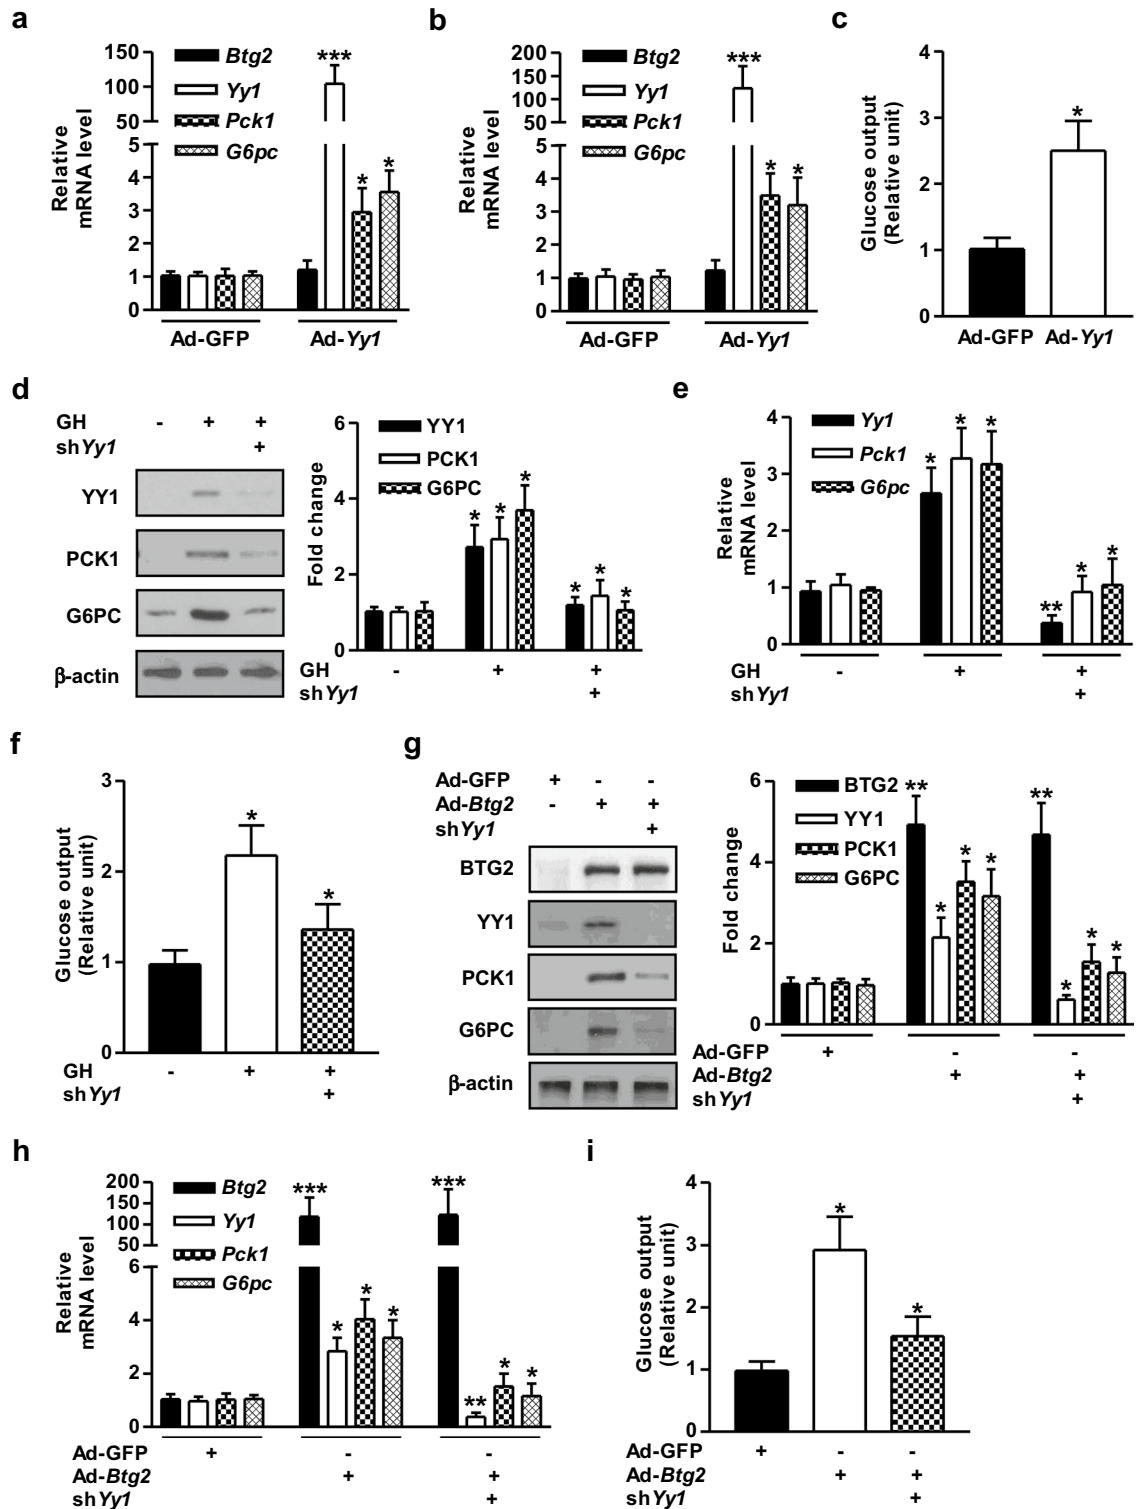 a
Relative
mRNA level
150
100
50
5
4
3
2
1
0
Btg2
Yy1
Pck1
G6pc
***
*
*
Ad-GFP
Ad-Yy1
b
Relative
mRNA level
200
150
100
50
5
4
3
2
1
0
Btg2
Yy1
Pck1
G6pc
***
*
*
Ad-GFP
Ad-Yy1
c
Glucose output
(Relative unit)
4
3
2
1
0
*
Ad-GFP Ad-Yy1
d
GH - + +
shYy1 +
YY1
PCK1
G6PC
β-actin
Fold change
6
4
2
0
YY1
PCK1
G6PC
* * *
* * *
GH - + +
shYy1 +
e
Relative
mRNA level
4
3
2
1
0
Yy1
Pck1
G6pc
* * *
** * *
GH - + +
shYy1 +
f
Glucose output
(Relative unit)
3
2
1
0
*
*
GH - + +
shYy1 +
g
Ad-GFP + - -
Ad-Btg2 - + +
shYy1 +
BTG2
YY1
PCK1
G6PC
β-actin
Fold change
6
4
2
0
BTG2
YY1
PCK1
G6PC
** * * *
** * * *
Ad-GFP + - -
Ad-Btg2 + +
shYy1 +
h
Relative
mRNA level
200
150
100
50
6
4
2
0
Btg2
Yy1
Pck1
G6pc
*** * * *
*** ** * *
Ad-GFP + - -
Ad-Btg2 + +
shYy1 +
i
Glucose output
(Relative unit)
4
3
2
1
0
*
*
Ad-GFP + - -
Ad-Btg2 + +
shYy1 +